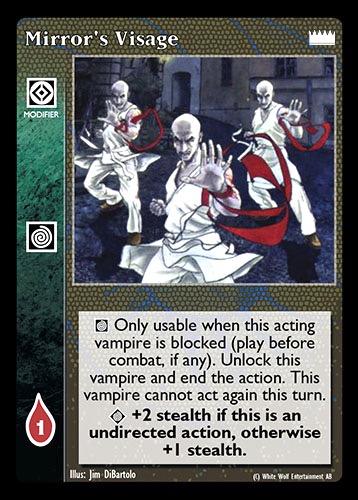 Mirror's Visage
MODIFIER
Only usable when this acting
vampire is blocked (play before
combat, if any). Unlock this
vampire and end the action. This
vampire cannot act again this turn.
+2 stealth if this is an
undirected action, otherwise
+1 stealth.
1
Illus: Jim DiBartolo
(C) White Wolf Entertainment AB